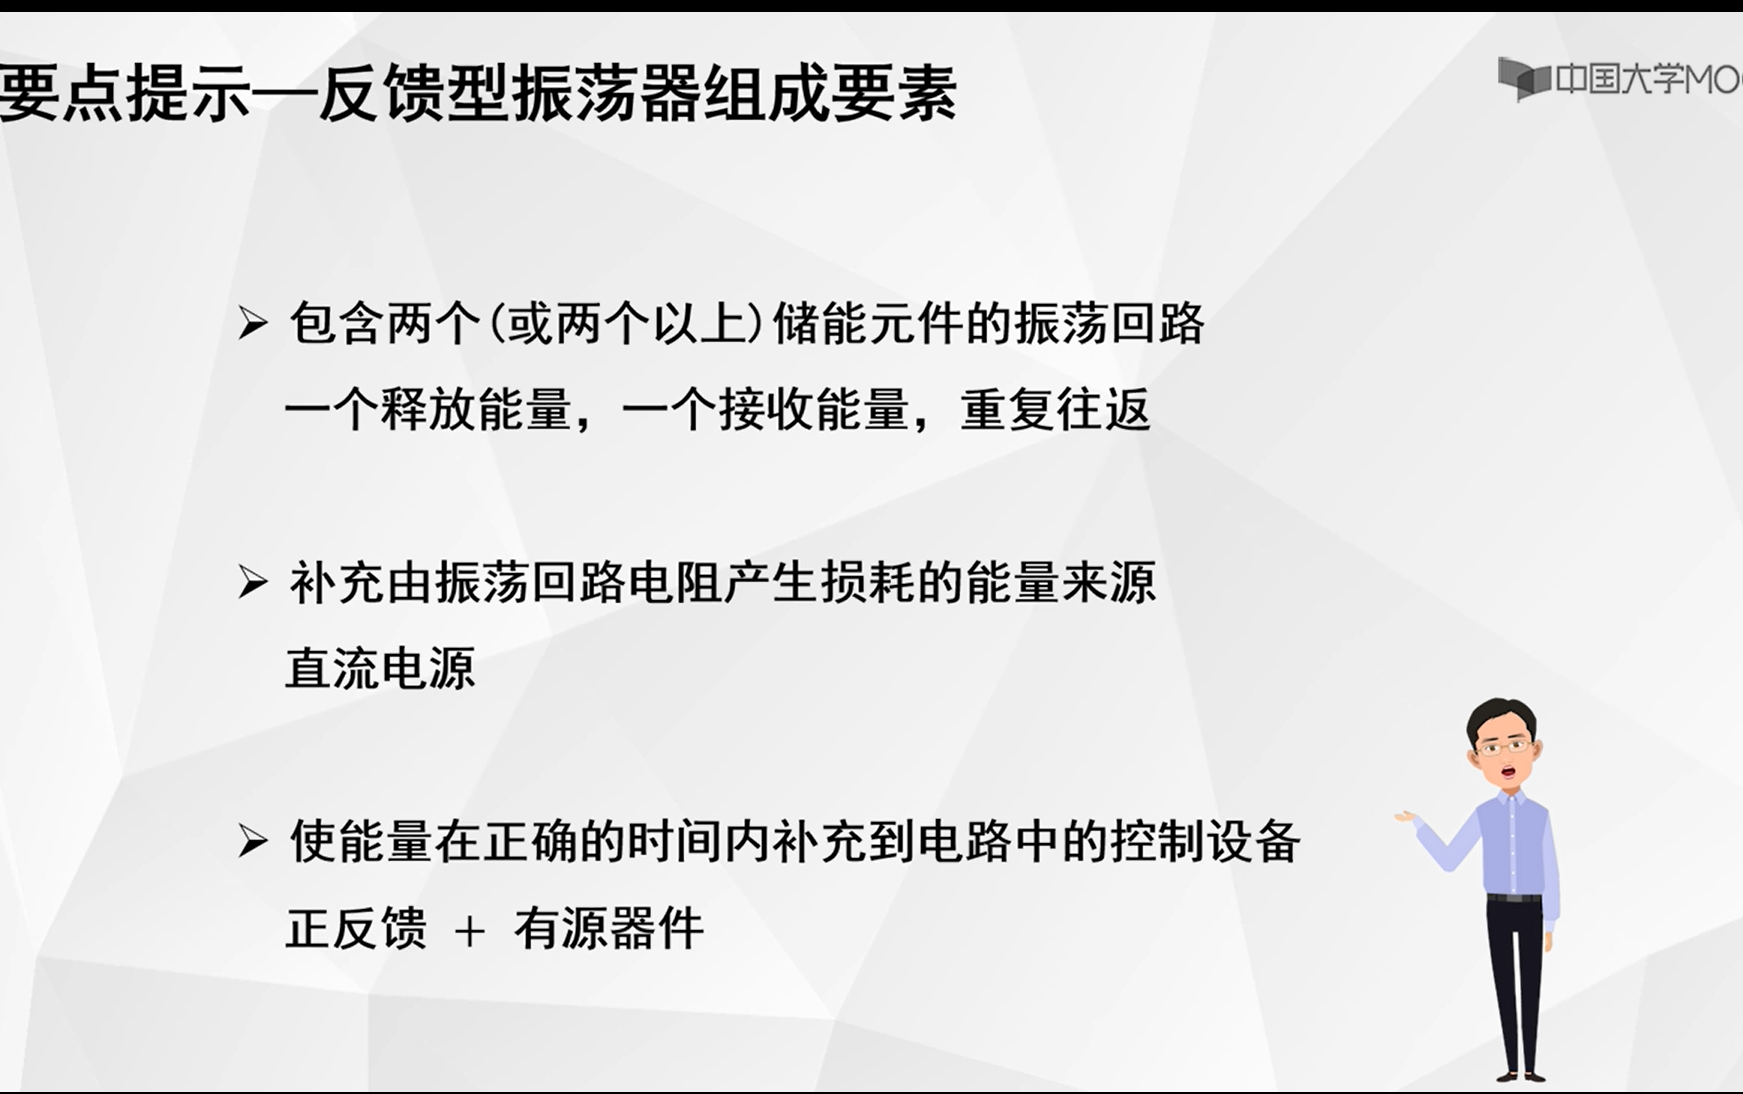 要点提示—反馈型振荡器组成要素
中国大学MO
包含两个(或两个以上)储能元件的振荡回路
一个释放能量，一个接收能量，重复往返
补充由振荡回路电阻产生损耗的能量来源
直流电源
使能量在正确的时间内补充到电路中的控制设备
正反馈 + 有源器件